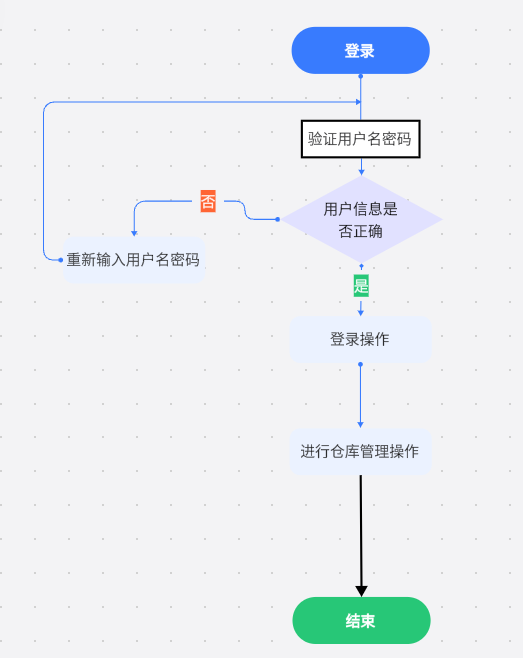 登录
验证用户名密码
否
用户信息是
否正确
重新输入用户名密码
是
登录操作
进行仓库管理操作
结束